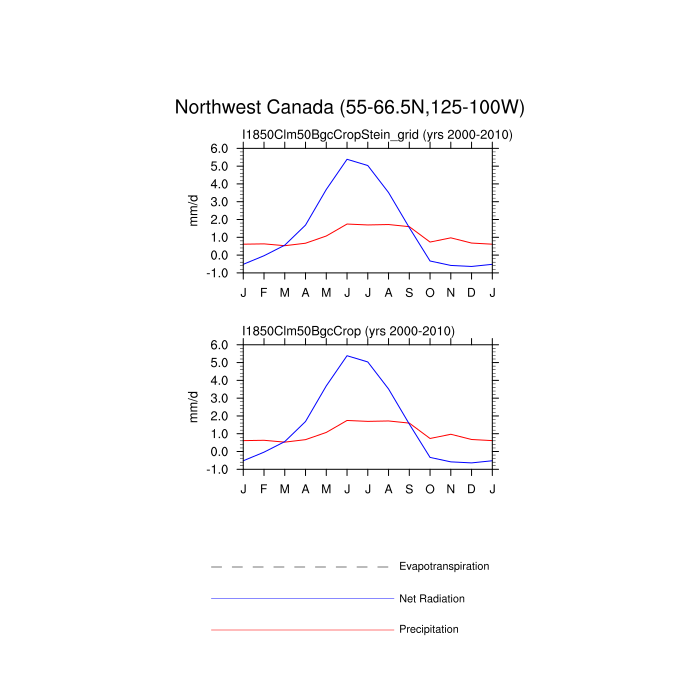 Northwest Canada (55-66.5N,125-100W)
I1850Clm50BgcCropStein_grid (yrs 2000-2010)
6.0
5.0
4.0
3.0
2.0
1.0
0.0
-1.0
mm/d
J F M A M J J A S O N D J
I1850Clm50BgcCrop (yrs 2000-2010)
6.0
5.0
4.0
3.0
2.0
1.0
0.0
-1.0
mm/d
J F M A M J J A S O N D J
Evapotranspiration
Net Radiation
Precipitation